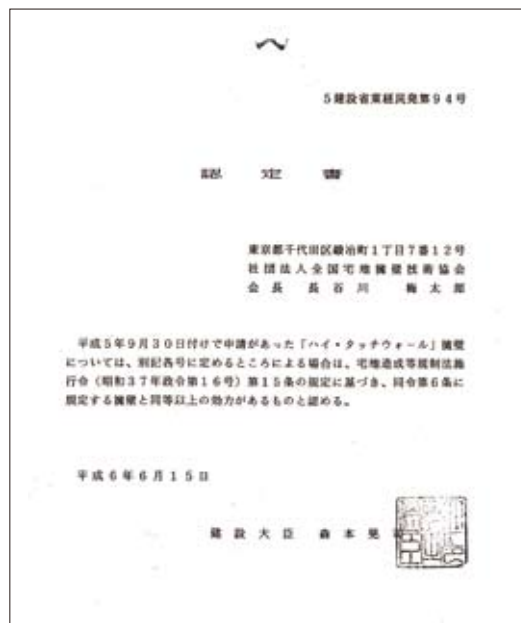 5建設省東経民発第94号
認定書
東京都千代田区鍛冶町1丁目7番12号
社団法人全国宅地擁壁技術協会
会長 長谷川 梅太郎
平成5年9月30日付けで申請があった「ハイ・タッチウォール」擁壁
については、別記各号に定めるところによる場合は、宅地造成等規制法施
行令（昭和37年政令第16号）第15条の規定に基づき、同令第6条に
規定する擁壁と同等以上の効力があるものと認める。
平成6年6月15日
建設大臣 森本晃